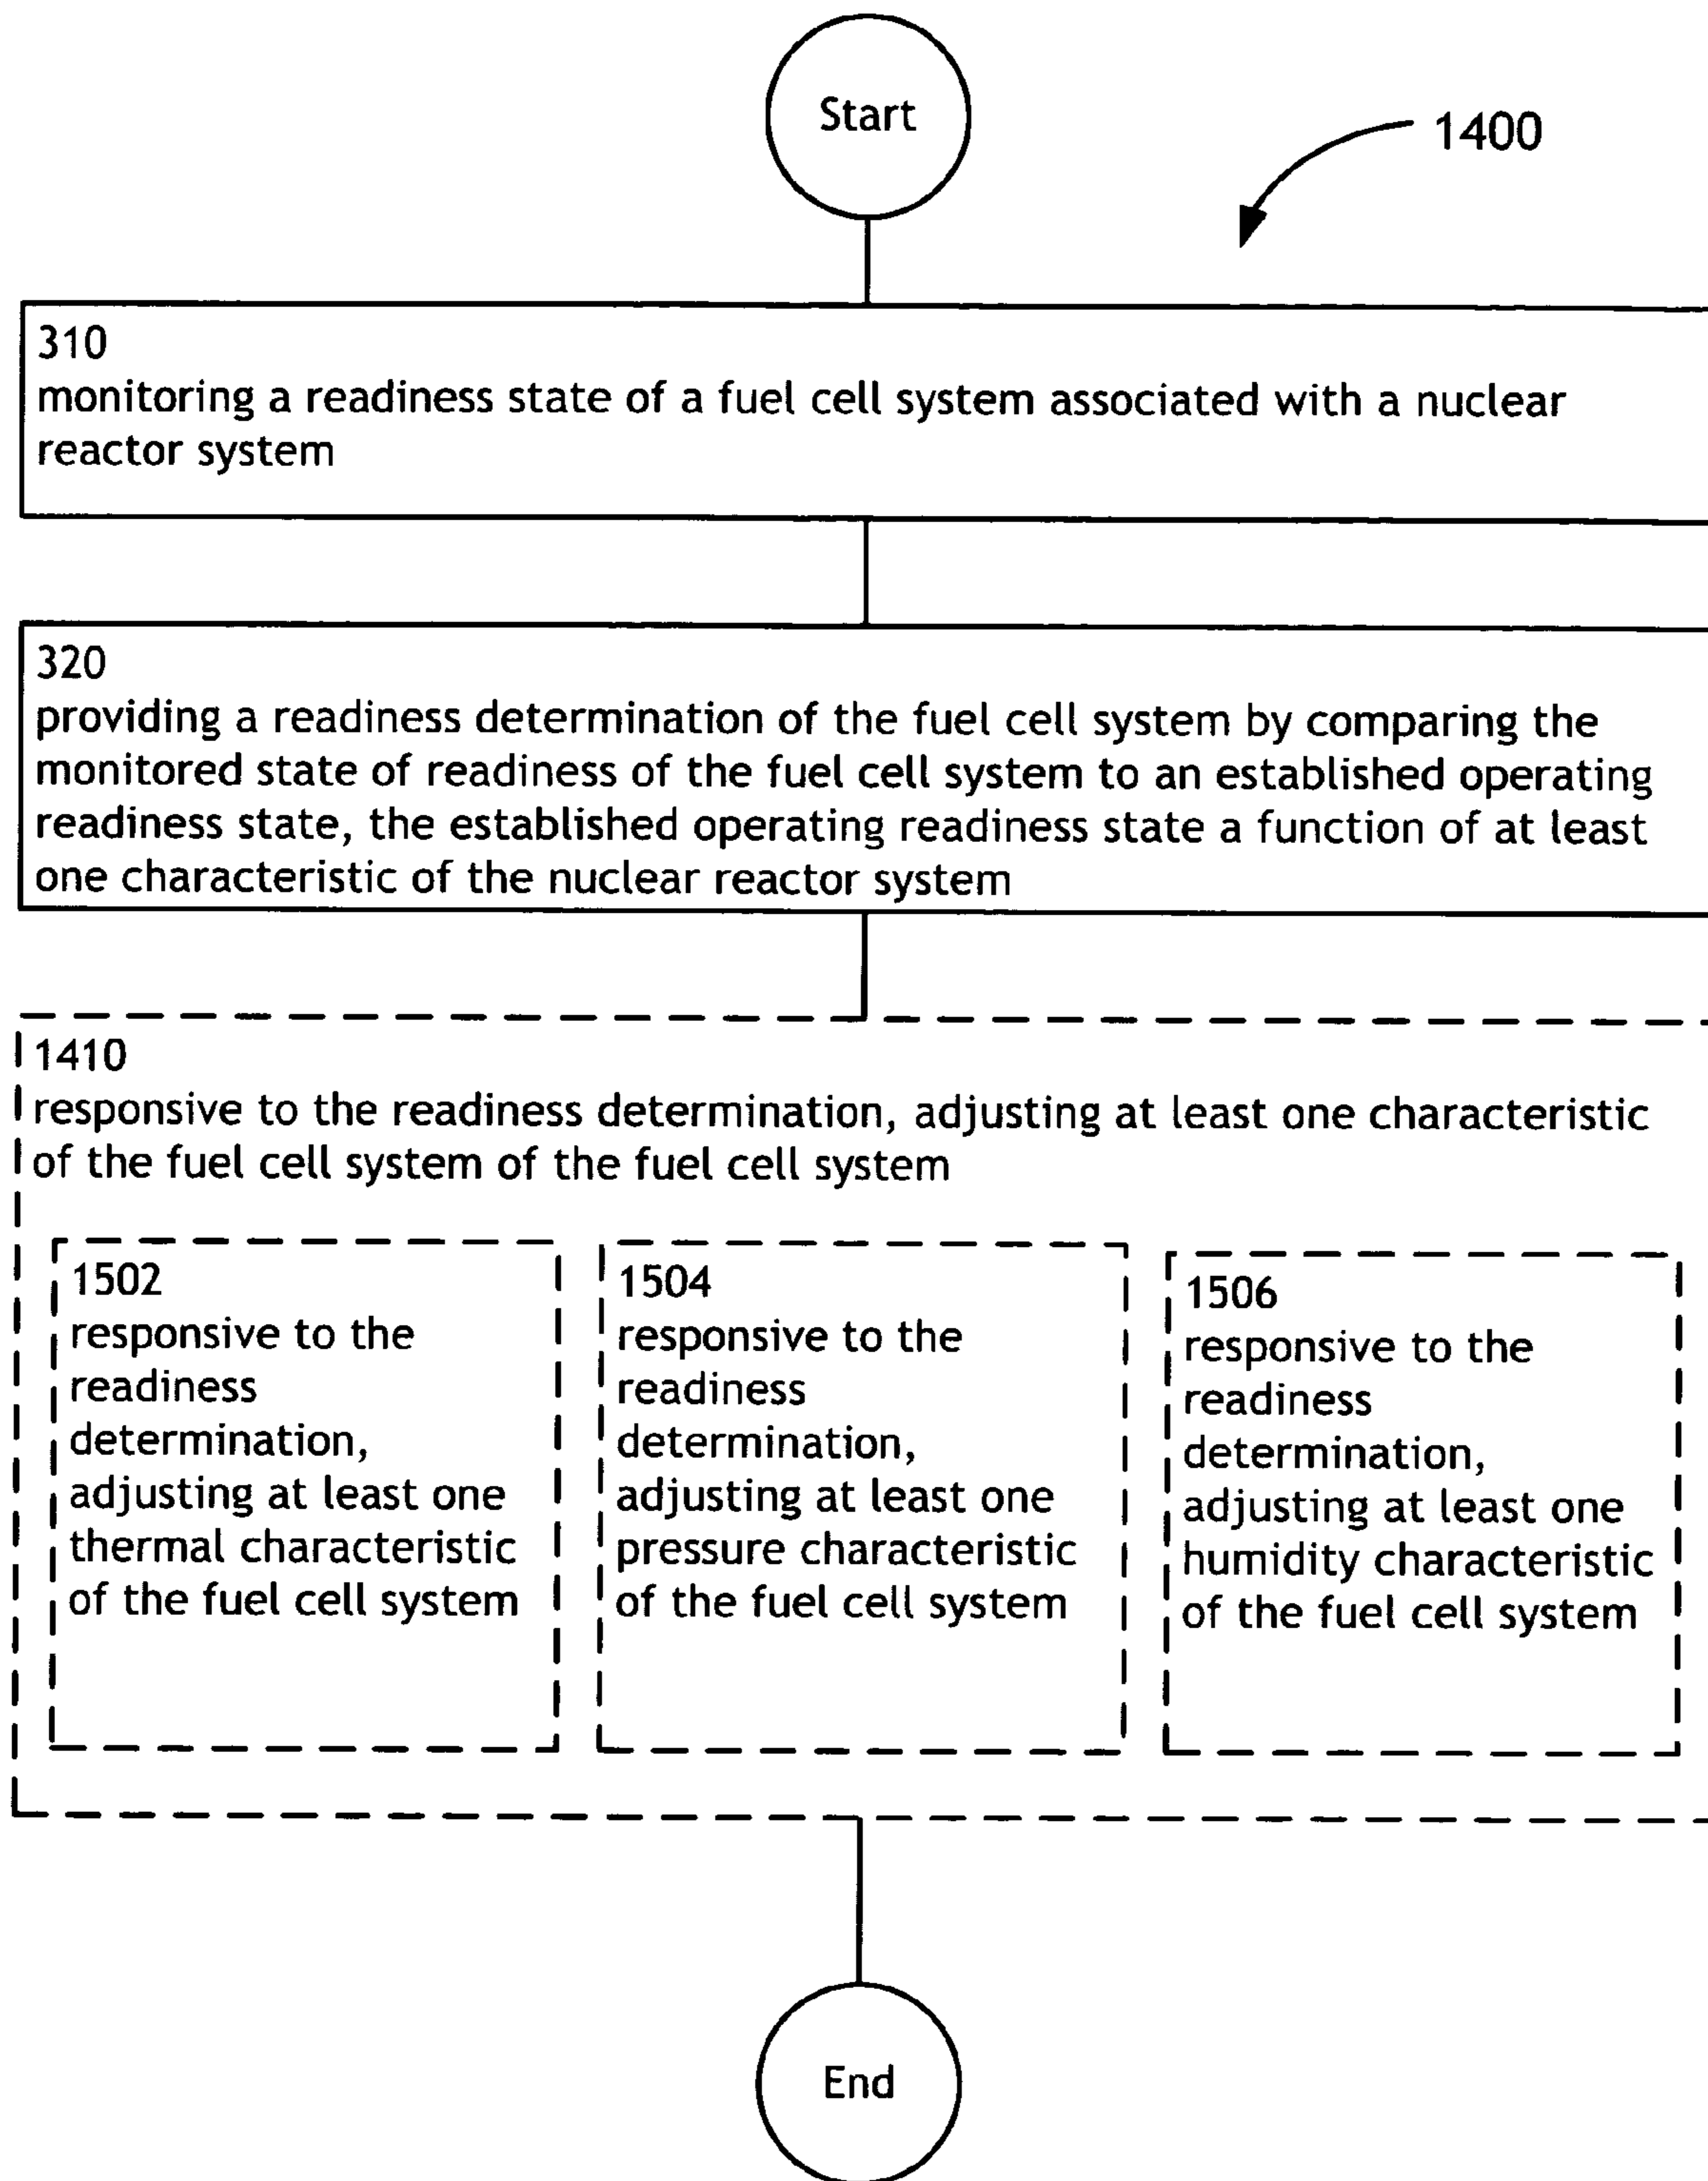 Start
1400
310
monitoring a readiness state of a fuel cell system associated with a nuclear
reactor system
320
providing a readiness determination of the fuel cell system by comparing the
monitored state of readiness of the fuel cell system to an established operating
readiness state, the established operating readiness state a function of at least
one characteristic of the nuclear reactor system
1410
responsive to the readiness determination, adjusting at least one characteristic
of the fuel cell system of the fuel cell system
1502
responsive to the
readiness
determination,
adjusting at least one
thermal characteristic
of the fuel cell system
1504
responsive to the
readiness
determination,
adjusting at least one
pressure characteristic
of the fuel cell system
1506
responsive to the
readiness
determination,
adjusting at least one
humidity characteristic
of the fuel cell system
End